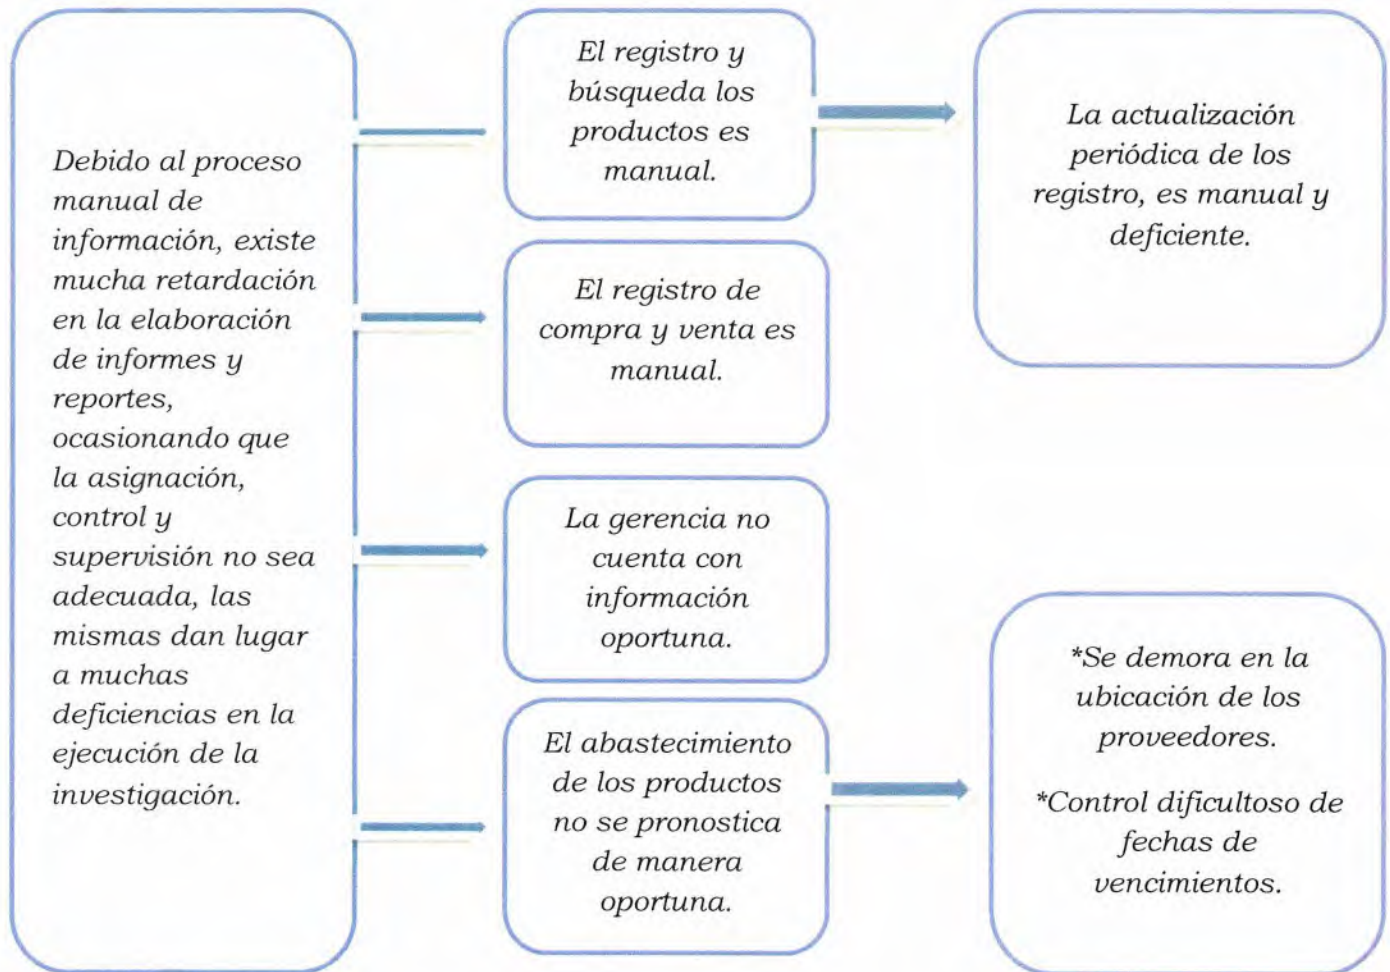 Debido al proceso
manual de
información, existe
mucha retardación
en la elaboración
de informes y
reportes,
ocasionando que
la asignación,
control y
supervisión no sea
adecuada, las
mismas dan lugar
a muchas
deficiencias en la
ejecución de la
investigación.
El registro y
búsqueda los
productos es
manual.
El registro de
compra y venta es
manual.
La gerencia no
cuenta con
información
oportuna.
El abastecimiento
de los productos
no se pronostica
de manera
oportuna.
La actualización
periódica de los
registro, es manual y
deficiente.
*Se demora en la
ubicación de los
proveedores.
*Control dificultoso de
fechas de
vencimientos.